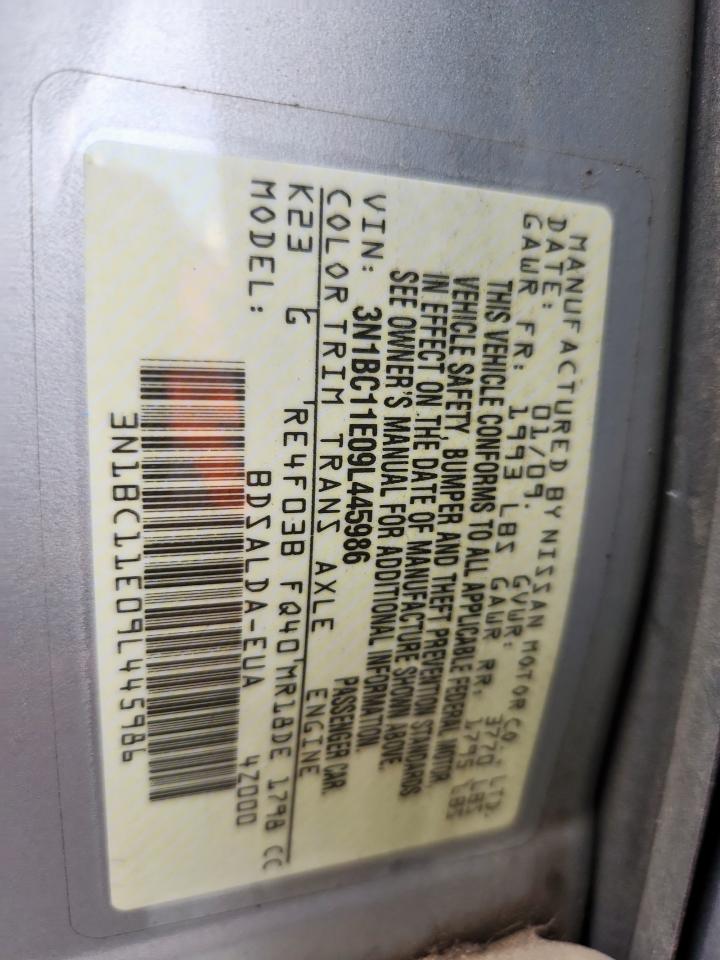 MANUFACTURED BY NISSAN MOTOR CO., LTD.
DATE: 01/09. GVWR: 3770 LBS
GAWR FR: 1993 LBS GAWR RR: 1795 LBS
THIS VEHICLE CONFORMS TO ALL APPLICABLE FEDERAL MOTOR
VEHICLE SAFETY, BUMPER AND THEFT PREVENTION STANDARDS
IN EFFECT ON THE DATE OF MANUFACTURE SHOWN ABOVE.
SEE OWNER'S MANUAL FOR ADDITIONAL INFORMATION.
VIN: 3N1BC11E09L445986 PASSENGER CAR.
COLOR TRIM TRANS AXLE ENGINE
K23 G RE4F03B FQ40 MR18DE 1798 CC
MODEL: BDSALDA-EUA 4Z000
3N1BC11E09L445986